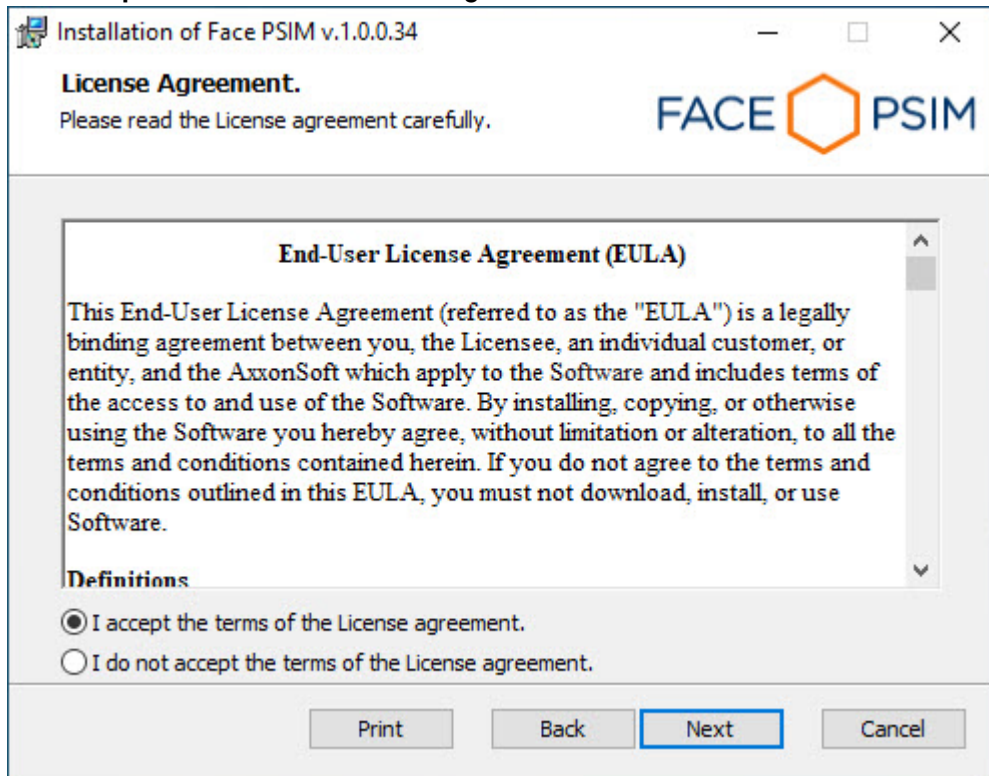 Installation of Face PSIM v.1.0.0.34
License Agreement.
Please read the License agreement carefully.
FACE PSIM
End-User License Agreement (EULA)
This End-User License Agreement (referred to as the "EULA") is a legally
binding agreement between you, the Licensee, an individual customer, or
entity, and the AxxonSoft which apply to the Software and includes terms of
the access to and use of the Software. By installing, copying, or otherwise
using the Software you hereby agree, without limitation or alteration, to all the
terms and conditions contained herein. If you do not agree to the terms and
conditions outlined in this EULA, you must not download, install, or use
Software.
Definitions
I accept the terms of the License agreement.
I do not accept the terms of the License agreement.
Print Back Next Cancel